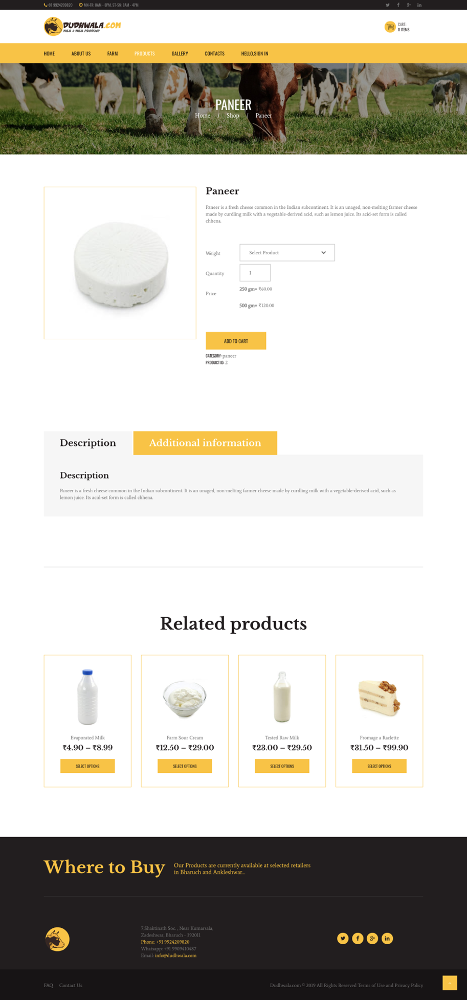 +91 9924209820 MN-FR: 8AM - 8PM, ST-SN: 8AM - 4PM
DUDHWALA.COM
MILK & MILK PRODUCT
CART:
0 ITEMS
HOME ABOUT US FARM PRODUCTS GALLERY CONTACTS HELLO,SIGN IN
PANEER
Home / Shop / Paneer
Paneer
Paneer is a fresh cheese common in the Indian subcontinent. It is an unaged, non-melting farmer cheese
made by curdling milk with a vegetable-derived acid, such as lemon juice. Its acid-set form is called
chhena.
Weight Select Product
Quantity 1
Price
250 gm= ₹60.00
500 gm= ₹120.00
ADD TO CART
CATEGORY: paneer
PRODUCT ID: 2
Description Additional information
Description
Paneer is a fresh cheese common in the Indian subcontinent. It is an unaged, non-melting farmer cheese made by curdling milk with a vegetable-derived acid, such as
lemon juice. Its acid-set form is called chhena.
Related products
Evaporated Milk
₹4.90 – ₹8.99
SELECT OPTIONS
Farm Sour Cream
₹12.50 – ₹29.00
SELECT OPTIONS
Tested Raw Milk
₹23.00 – ₹29.50
SELECT OPTIONS
Fromage a Raclette
₹31.50 – ₹99.90
SELECT OPTIONS
Where to Buy
Our Products are currently available at selected retailers
in Bharuch and Ankleshwar...
7,Shaktinath Soc. , Near Kumarsala,
Zadeshwar, Bharuch - 392011
Phone: +91 9924209820
Whatsapp: +91 9909410487
Email: info@dudhwala.com
FAQ Contact Us
Dudhwala.com © 2019 All Rights Reserved Terms of Use and Privacy Policy